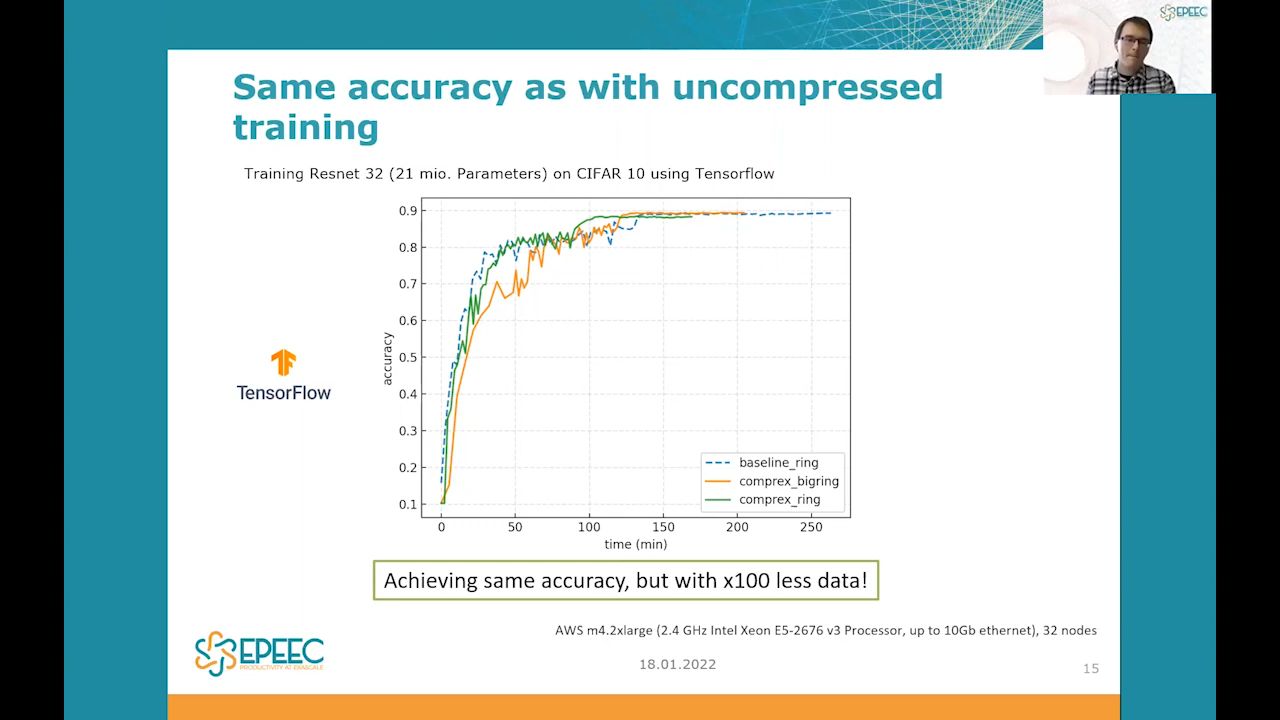 EPEEC
Same accuracy as with uncompressed
training
Training Resnet 32 (21 mio. Parameters) on CIFAR 10 using Tensorflow
0.9
0.8
0.7
0.6
0.5
0.4
0.3
0.2
0.1
accuracy
TensorFlow
baseline_ring
comprex_bigring
comprex_ring
0 50 100 150 200 250
time (min)
Achieving same accuracy, but with x100 less data!
AWS m4.2xlarge (2.4 GHz Intel Xeon E5-2676 v3 Processor, up to 10Gb ethernet), 32 nodes
EPEEC
PRODUCTIVITY AT EXASCALE
18.01.2022
15